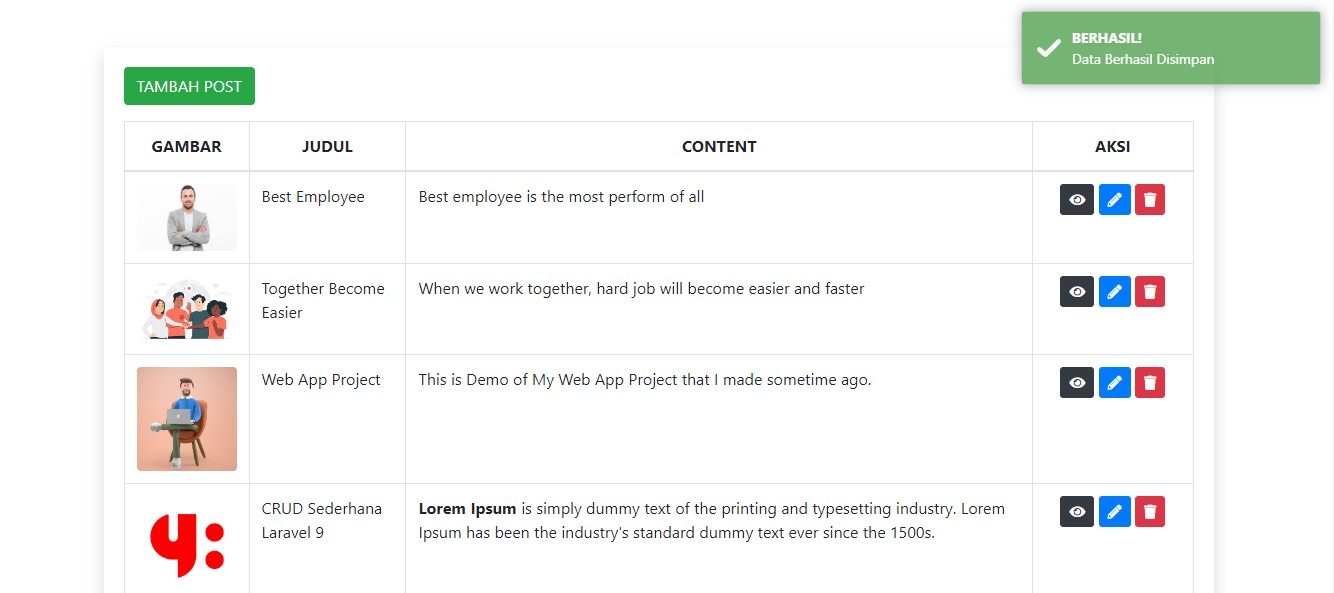 BERHASIL!
Data Berhasil Disimpan
TAMBAH POST
GAMBAR JUDUL CONTENT AKSI
Best Employee Best employee is the most perform of all
Together Become When we work together, hard job will become easier and faster
Easier
Web App Project This is Demo of My Web App Project that I made sometime ago.
CRUD Sederhana Lorem Ipsum is simply dummy text of the printing and typesetting industry. Lorem
Laravel 9 Ipsum has been the industry's standard dummy text ever since the 1500s.